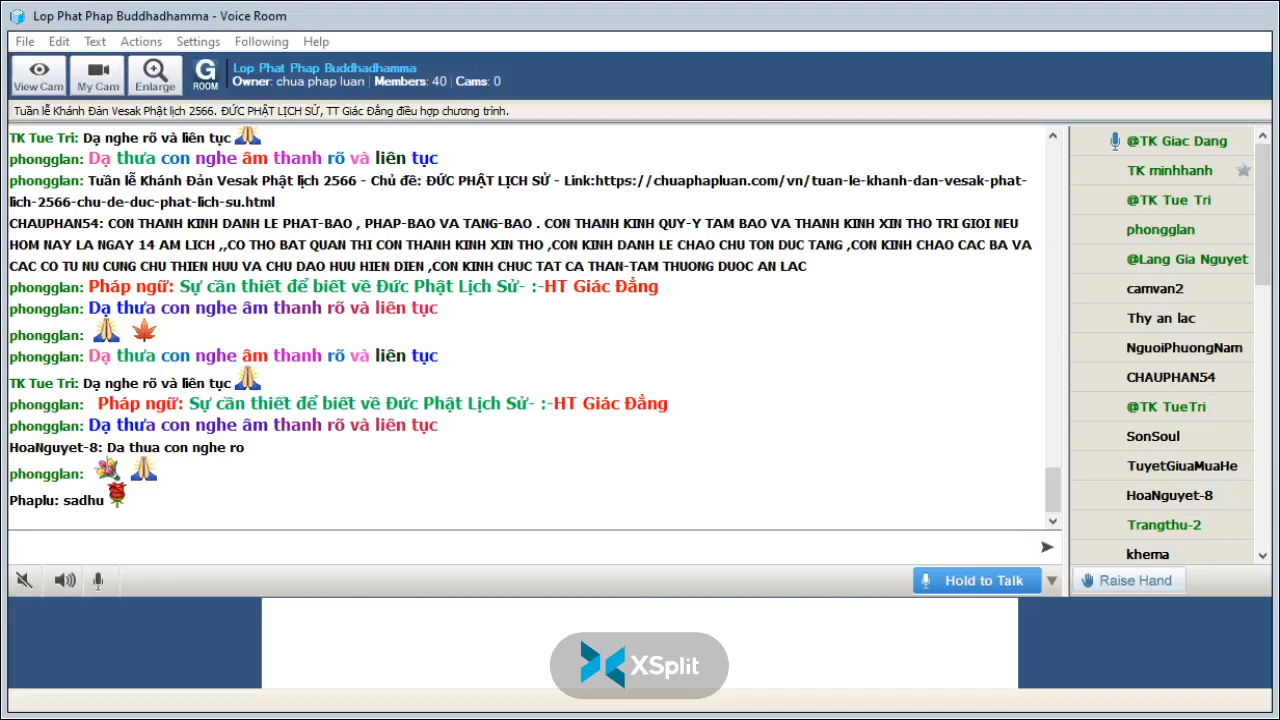 Lop Phat Phap Buddhadhamma - Voice Room
File Edit Text Actions Settings Following Help
View Cam My Cam Enlarge
G ROOM
Lop Phat Phap Buddhadhamma
Owner: chua phap luan | Members: 40 | Cams: 0
Tuần lễ Khánh Đản Vesak Phật lịch 2566. ĐỨC PHẬT LỊCH SỬ, TT Giác Đẳng điều hợp chương trình.
TK Tue Tri: Dạ nghe rõ và liên tục
phongglan: Dạ thưa con nghe âm thanh rõ và liên tục
phongglan: Tuần lễ Khánh Đản Vesak Phật lịch 2566 - Chủ đề: ĐỨC PHẬT LỊCH SỬ - Link:https://chuaphapluan.com/vn/tuan-le-khanh-dan-vesak-phat-
lich-2566-chu-de-duc-phat-lich-su.html
CHAUPHAN54: CON THANH KINH DANH LE PHAT-BAO , PHAP-BAO VA TANG-BAO . CON THANH KINH QUY-Y TAM BAO VA THANH KINH XIN THO TRI GIOI NEU
HOM NAY LA NGAY 14 AM LICH ,,CO THO BAT QUAN THI CON THANH KINH XIN THO ,CON KINH DANH LE CHAO CHU TON DUC TANG ,CON KINH CHAO CAC BA VA
CAC CO TU NU CUNG CHU THIEN HUU VA CHU DAO HUU HIEN DIEN ,CON KINH CHUC TAT CA THAN-TAM THUONG DUOC AN LAC
phongglan: Pháp ngữ: Sự cần thiết để biết về Đức Phật Lịch Sử- :-HT Giác Đẳng
phongglan: Dạ thưa con nghe âm thanh rõ và liên tục
phongglan:
phongglan: Dạ thưa con nghe âm thanh rõ và liên tục
TK Tue Tri: Dạ nghe rõ và liên tục
phongglan: Pháp ngữ: Sự cần thiết để biết về Đức Phật Lịch Sử- :-HT Giác Đẳng
phongglan: Dạ thưa con nghe âm thanh rõ và liên tục
HoaNguyet-8: Da thua con nghe ro
phongglan:
Phaplu: sadhu
Hold to Talk
@TK Giac Dang
TK minhhanh
@TK Tue Tri
phongglan
@Lang Gia Nguyet
camvan2
Thy an lac
NguoiPhuongNam
CHAUPHAN54
@TK TueTri
SonSoul
TuyetGiuaMuaHe
HoaNguyet-8
Trangthu-2
khema
Raise Hand
XSplit